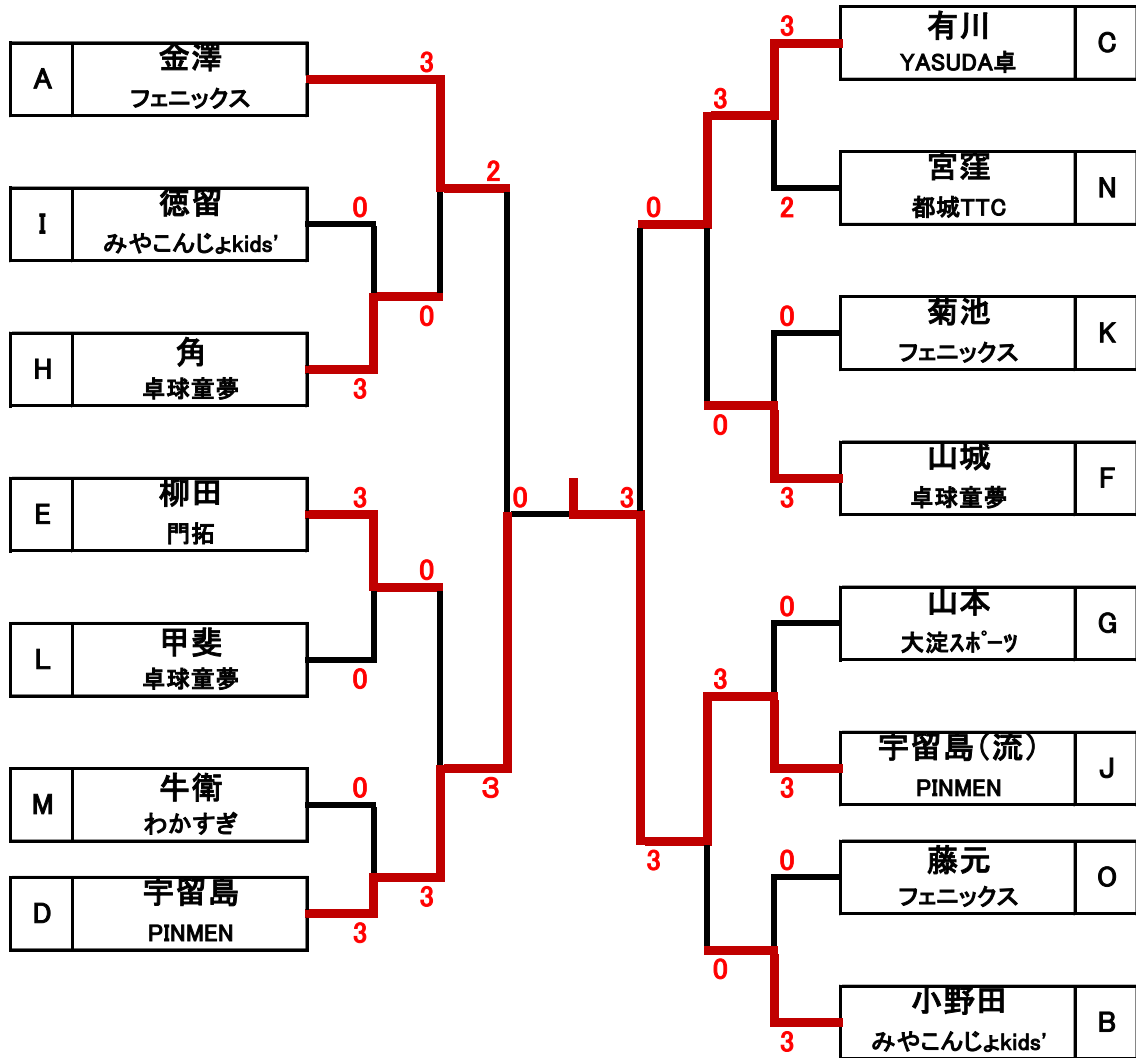 A
金澤
フェニックス
3
2
I
徳留
みやこんじょkids'
0
0
H
角
卓球童夢
3
E
柳田
門拓
3
0
L
甲斐
卓球童夢
0
M
牛衛
わかすぎ
0
3
3
D
宇留島
PINMEN
3
0
3
3
有川
YASUDA卓
C
3
0
2
宮窪
都城TTC
N
0
菊池
フェニックス
K
0
3
山城
卓球童夢
F
0
山本
大淀スポーツ
G
3
3
宇留島(流)
PINMEN
J
3
0
藤元
フェニックス
O
0
3
小野田
みやこんじょkids'
B